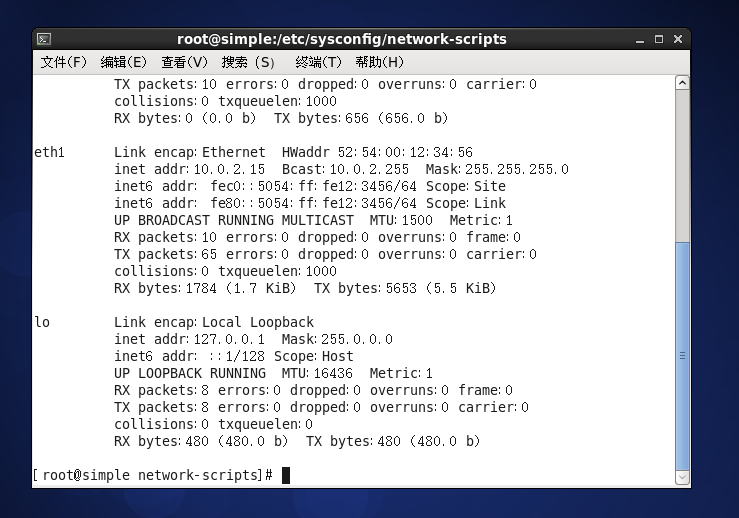 root@simple:/etc/sysconfig/network-scripts
文件(F) 编辑(E) 查看(V) 搜索 (S) 终端(T) 帮助(H)
TX packets:10 errors:0 dropped:0 overruns:0 carrier:0
collisions:0 txqueuelen:1000
RX bytes:0 (0.0 b)  TX bytes:656 (656.0 b)
eth1      Link encap:Ethernet  HWaddr 52:54:00:12:34:56
inet addr:10.0.2.15  Bcast:10.0.2.255  Mask:255.255.255.0
inet6 addr: fec0::5054:ff:fe12:3456/64 Scope:Site
inet6 addr: fe80::5054:ff:fe12:3456/64 Scope:Link
UP BROADCAST RUNNING MULTICAST  MTU:1500  Metric:1
RX packets:10 errors:0 dropped:0 overruns:0 frame:0
TX packets:65 errors:0 dropped:0 overruns:0 carrier:0
collisions:0 txqueuelen:1000
RX bytes:1784 (1.7 KiB)  TX bytes:5653 (5.5 KiB)
lo        Link encap:Local Loopback
inet addr:127.0.0.1  Mask:255.0.0.0
inet6 addr: ::1/128 Scope:Host
UP LOOPBACK RUNNING  MTU:16436  Metric:1
RX packets:8 errors:0 dropped:0 overruns:0 frame:0
TX packets:8 errors:0 dropped:0 overruns:0 carrier:0
collisions:0 txqueuelen:0
RX bytes:480 (480.0 b)  TX bytes:480 (480.0 b)
[root@simple network-scripts]#